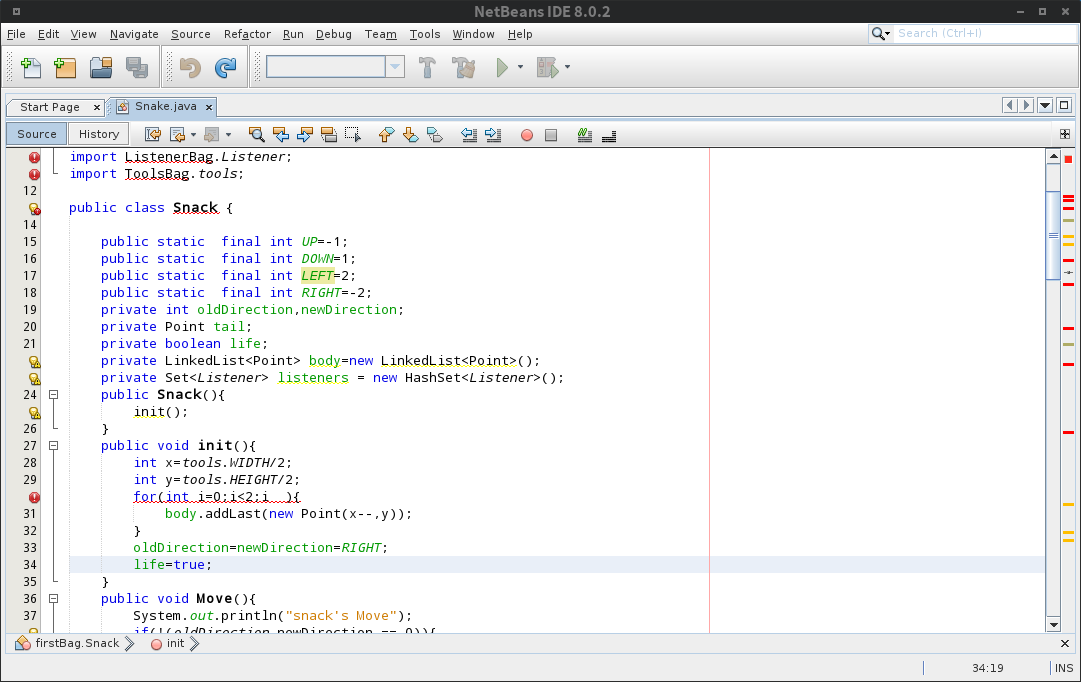 NetBeans IDE 8.0.2
File Edit View Navigate Source Refactor Run Debug Team Tools Window Help Search (Ctrl+I)
Start Page Snake.java
Source History
import ListenerBag.Listener;
import ToolsBag.tools;
12
public class Snack {
14
15 public static  final int UP=-1;
16 public static  final int DOWN=1;
17 public static  final int LEFT=2;
18 public static  final int RIGHT=-2;
19 private int oldDirection,newDirection;
20 private Point tail;
21 private boolean life;
private LinkedList<Point> body=new LinkedList<Point>();
private Set<Listener> listeners = new HashSet<Listener>();
24 public Snack(){
init();
26 }
27 public void init(){
28 int x=tools.WIDTH/2;
29 int y=tools.HEIGHT/2;
for(int i=0;i<2;i  ){
31 body.addLast(new Point(x--,y));
32 }
33 oldDirection=newDirection=RIGHT;
34 life=true;
35 }
36 public void Move(){
37 System.out.println("snack's Move");
if(!(oldDirection newDirection == 0)){
firstBag.Snack init
34:19 INS